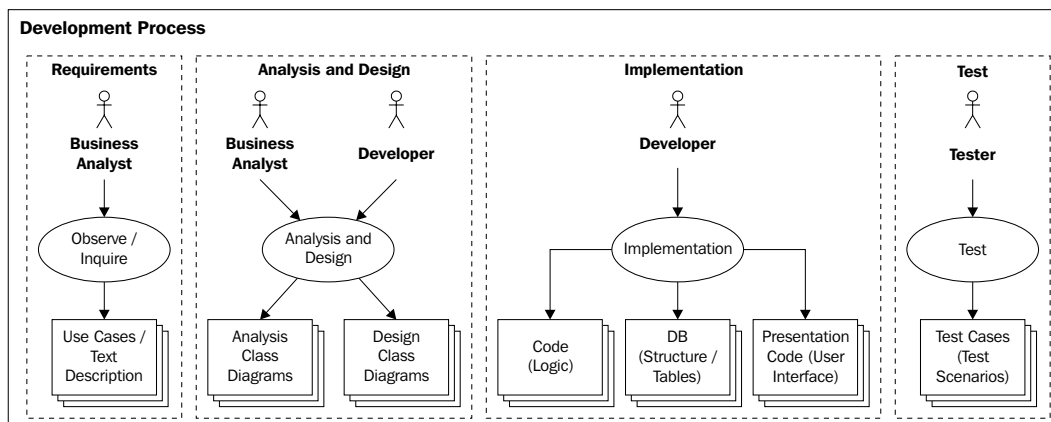 Development Process
Requirements
Business
Analyst
Observe /
Inquire
Use Cases /
Text
Description
Analysis and Design
Business
Analyst
Developer
Analysis and
Design
Analysis
Class
Diagrams
Design
Class
Diagrams
Implementation
Developer
Implementation
Code
(Logic)
DB
(Structure /
Tables)
Presentation
Code (User
Interface)
Test
Tester
Test
Test Cases
(Test
Scenarios)